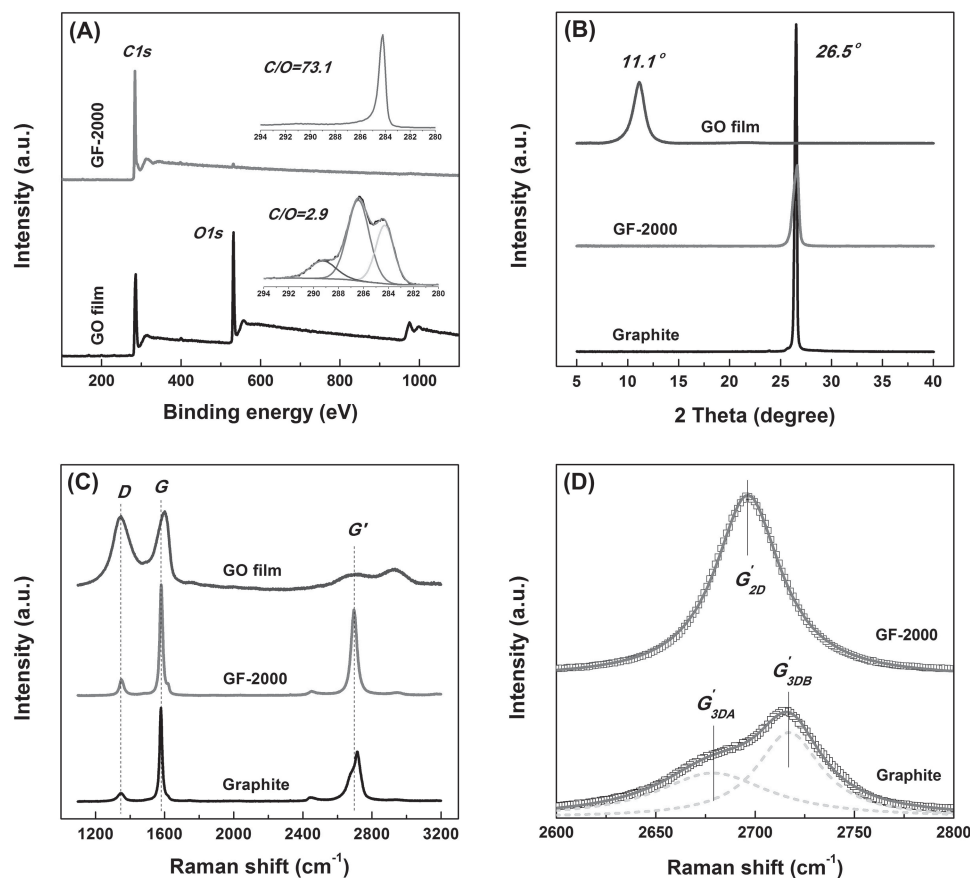 (A)
C1s
C/O=73.1
294 292 290 288 286 284 282 280
GF-2000
C/O=2.9
O1s
294 292 290 288 286 284 282 280
GO film
Intensity (a.u.)
200 400 600 800 1000
Binding energy (eV)
(B)
11.1°
26.5°
GO film
GF-2000
Graphite
Intensity (a.u.)
5 10 15 20 25 30 35 40
2 Theta (degree)
(C)
D G
G'
GO film
GF-2000
Graphite
Intensity (a.u.)
1200 1600 2000 2400 2800 3200
Raman shift (cm⁻¹)
(D)
G'2D
GF-2000
G'3DA
G'3DB
Graphite
Intensity (a.u.)
2600 2650 2700 2750 2800
Raman shift (cm⁻¹)